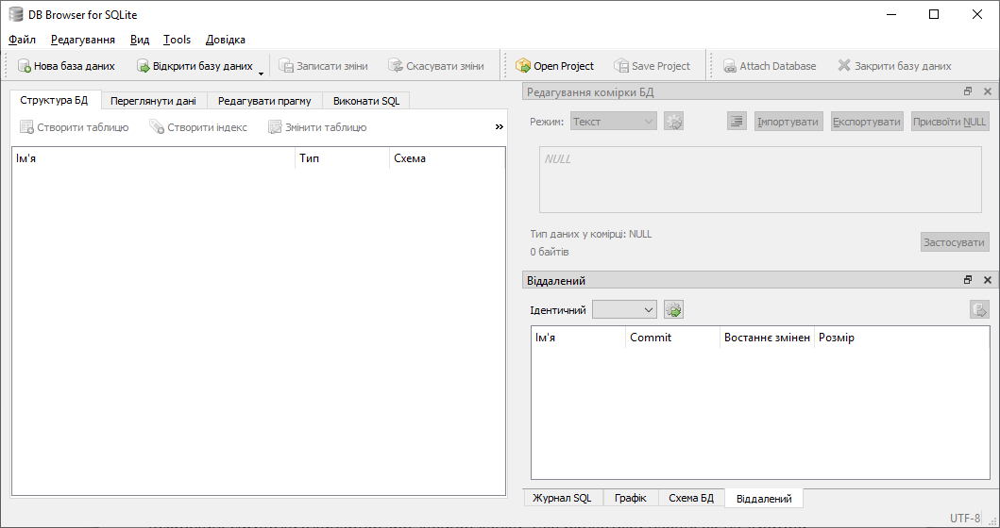 DB Browser for SQLite
Файл Редагування Вид Tools Довідка
Нова база даних Відкрити базу даних Записати зміни Скасувати зміни Open Project Save Project Attach Database Закрити базу даних
Структура БД Переглянути дані Редагувати прагму Виконати SQL
Створити таблицю Створити індекс Змінити таблицю »
Ім'я Тип Схема
Редагування комірки БД
Режим: Текст Імпортувати Експортувати Присвоїти NULL
NULL
Тип даних у комірці: NULL
0 байтів
Застосувати
Віддалений
Ідентичний
Ім'я Commit Востаннє змінен Розмір
Журнал SQL Графік Схема БД Віддалений
UTF-8